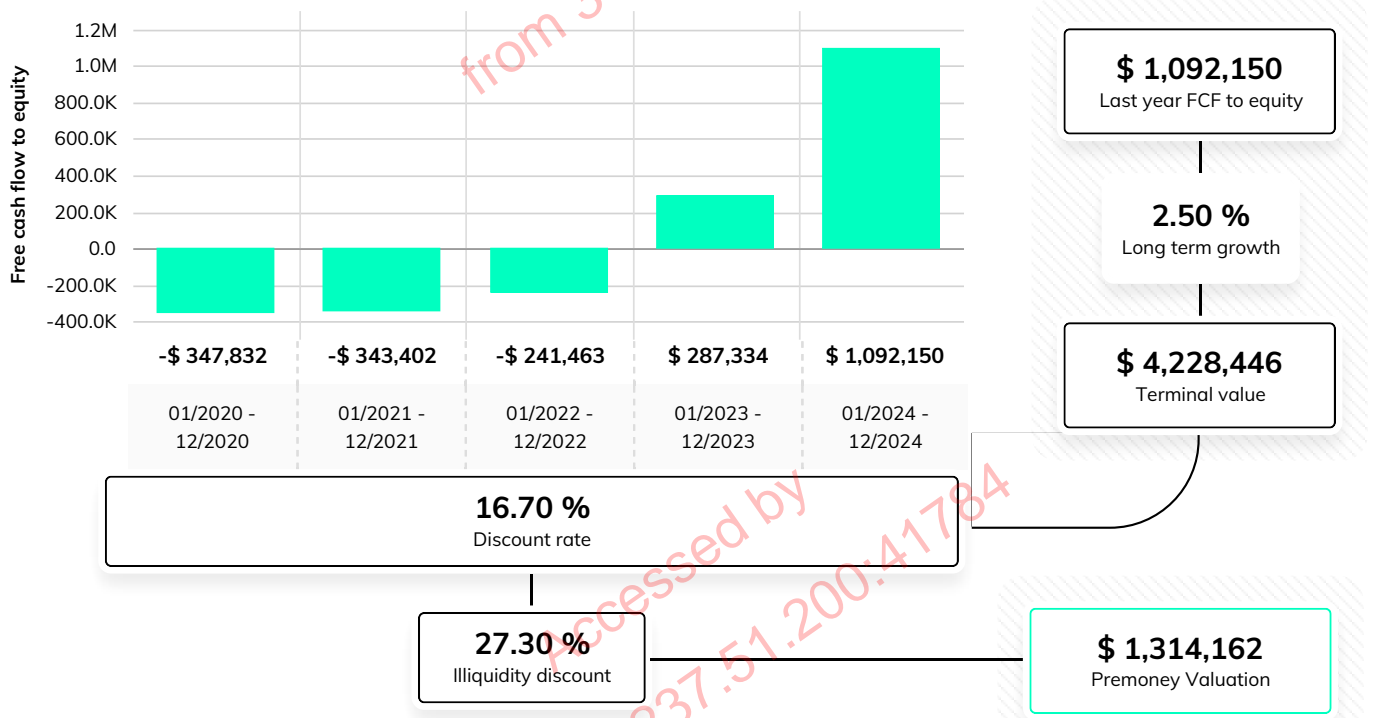 Free cash flow to equity
1.2M
1.0M
800.0K
600.0K
400.0K
200.0K
0.0
-200.0K
-400.0K
-$ 347,832
-$ 343,402
-$ 241,463
$ 287,334
$ 1,092,150
01/2020 -
12/2020
01/2021 -
12/2021
01/2022 -
12/2022
01/2023 -
12/2023
01/2024 -
12/2024
16.70 %
Discount rate
27.30 %
Illiquidity discount
$ 1,092,150
Last year FCF to equity
2.50 %
Long term growth
$ 4,228,446
Terminal value
$ 1,314,162
Premoney Valuation
from
Accessed by
237.51.200:41784